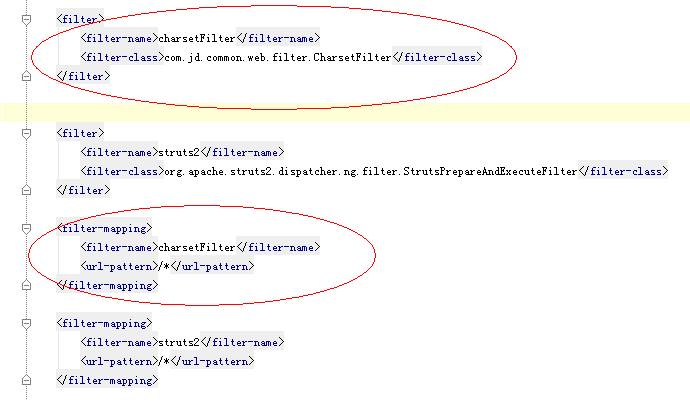 <filter>
<filter-name>charsetFilter</filter-name>
<filter-class>com.jd.common.web.filter.CharsetFilter</filter-class>
</filter>
<filter>
<filter-name>struts2</filter-name>
<filter-class>org.apache.struts2.dispatcher.ng.filter.StrutsPrepareAndExecuteFilter</filter-class>
</filter>
<filter-mapping>
<filter-name>charsetFilter</filter-name>
<url-pattern>/*</url-pattern>
</filter-mapping>
<filter-mapping>
<filter-name>struts2</filter-name>
<url-pattern>/*</url-pattern>
</filter-mapping>